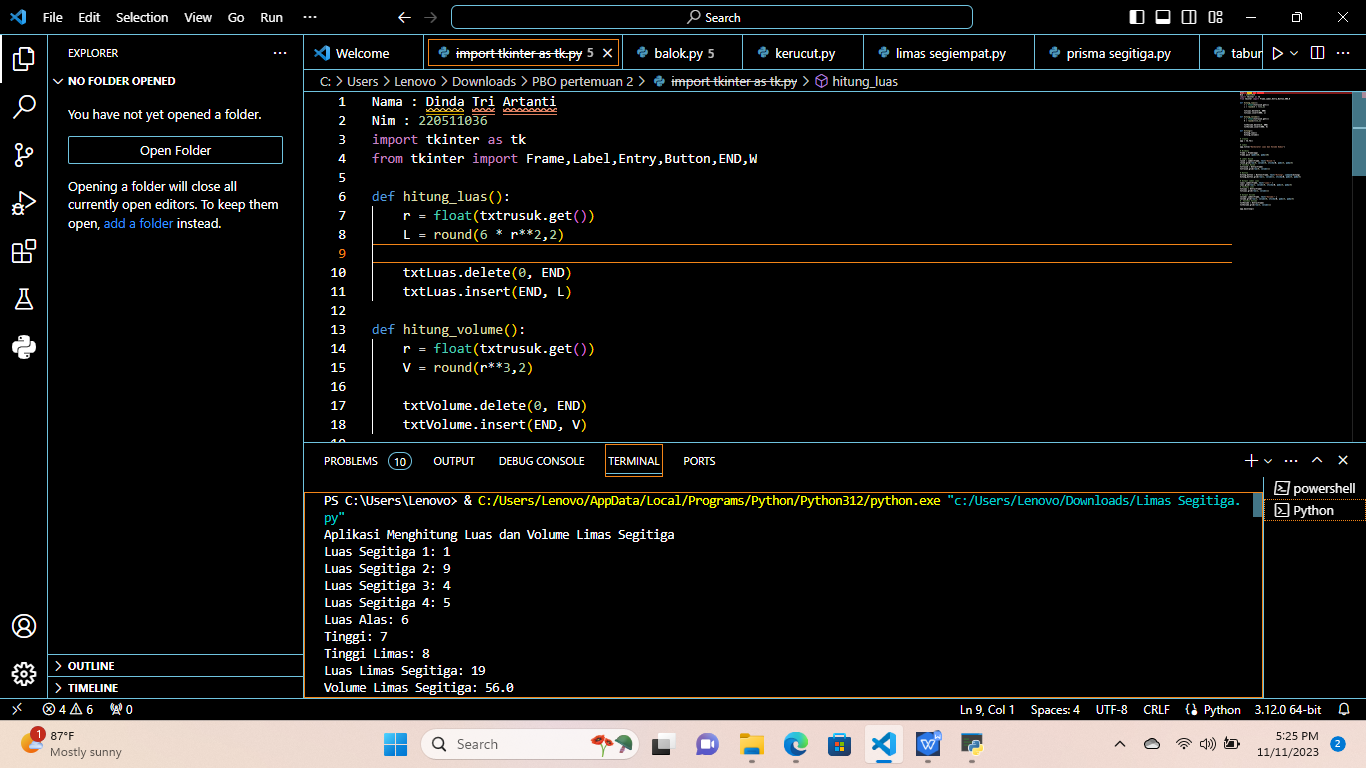 File Edit Selection View Go Run ··· Search
EXPLORER ···
NO FOLDER OPENED
You have not yet opened a folder.
Open Folder
Opening a folder will close all
currently open editors. To keep them
open, add a folder instead.
OUTLINE
TIMELINE
Welcome import tkinter as tk.py 5 balok.py 5 kerucut.py limas segiempat.py prisma segitiga.py
C: > Users > Lenovo > Downloads > PBO pertemuan 2 > import tkinter as tk.py > hitung_luas
1 Nama : Dinda Tri Artanti
2 Nim : 220511036
3 import tkinter as tk
4 from tkinter import Frame,Label,Entry,Button,END,W
5
6 def hitung_luas():
7 r = float(txtrusuk.get())
8 L = round(6 * r**2,2)
9
10 txtLuas.delete(0, END)
11 txtLuas.insert(END, L)
12
13 def hitung_volume():
14 r = float(txtrusuk.get())
15 V = round(r**3,2)
16
17 txtVolume.delete(0, END)
18 txtVolume.insert(END, V)
PROBLEMS 10 OUTPUT DEBUG CONSOLE TERMINAL PORTS
PS C:\Users\Lenovo> & C:/Users/Lenovo/AppData/Local/Programs/Python/Python312/python.exe "c:/Users/Lenovo/Downloads/Limas Segitiga.
py"
Aplikasi Menghitung Luas dan Volume Limas Segitiga
Luas Segitiga 1: 1
Luas Segitiga 2: 9
Luas Segitiga 3: 4
Luas Segitiga 4: 5
Luas Alas: 6
Tinggi: 7
Tinggi Limas: 8
Luas Limas Segitiga: 19
Volume Limas Segitiga: 56.0
powershell
Python
4 6 0 Ln 9, Col 1 Spaces: 4 UTF-8 CRLF Python 3.12.0 64-bit
1
87°F
Mostly sunny
Search
5:25 PM
11/11/2023
2